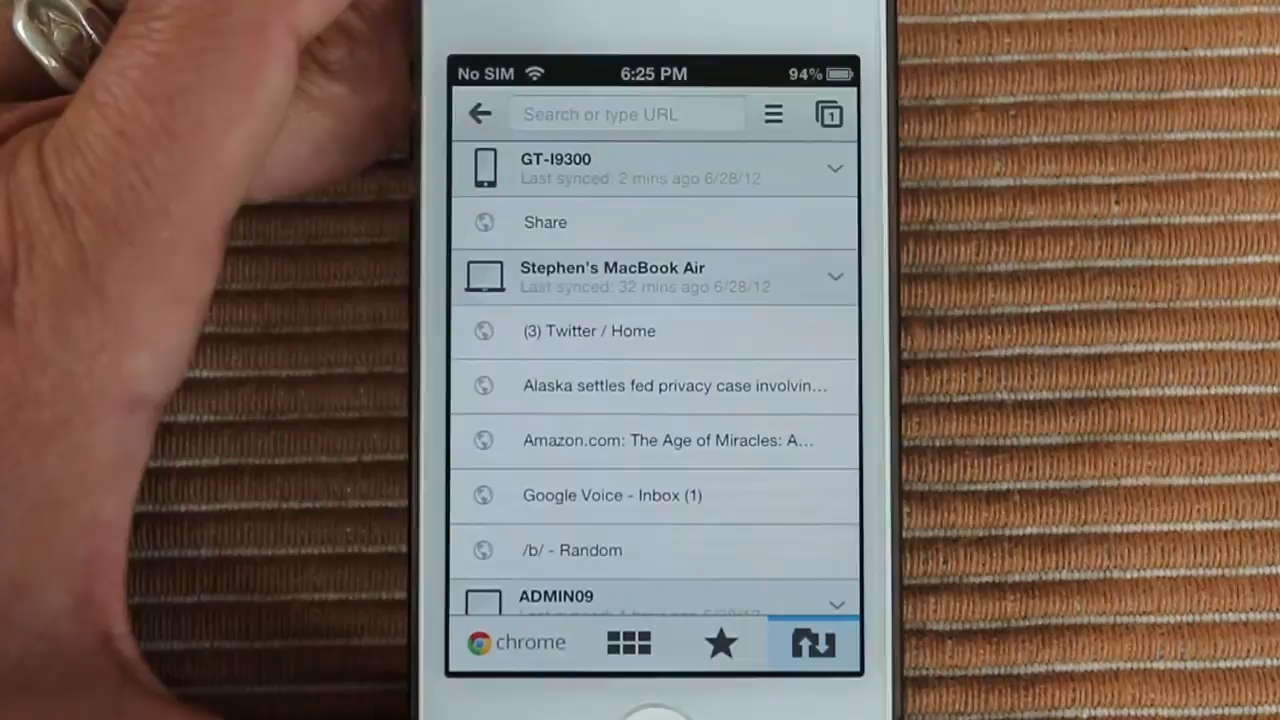 No SIM 6:25 PM 94%
Search or type URL 1
GT-I9300
Last synced: 2 mins ago 6/28/12
Share
Stephen's MacBook Air
Last synced: 32 mins ago 6/28/12
(3) Twitter / Home
Alaska settles fed privacy case involvin...
Amazon.com: The Age of Miracles: A...
Google Voice - Inbox (1)
/b/ - Random
ADMIN09
chrome